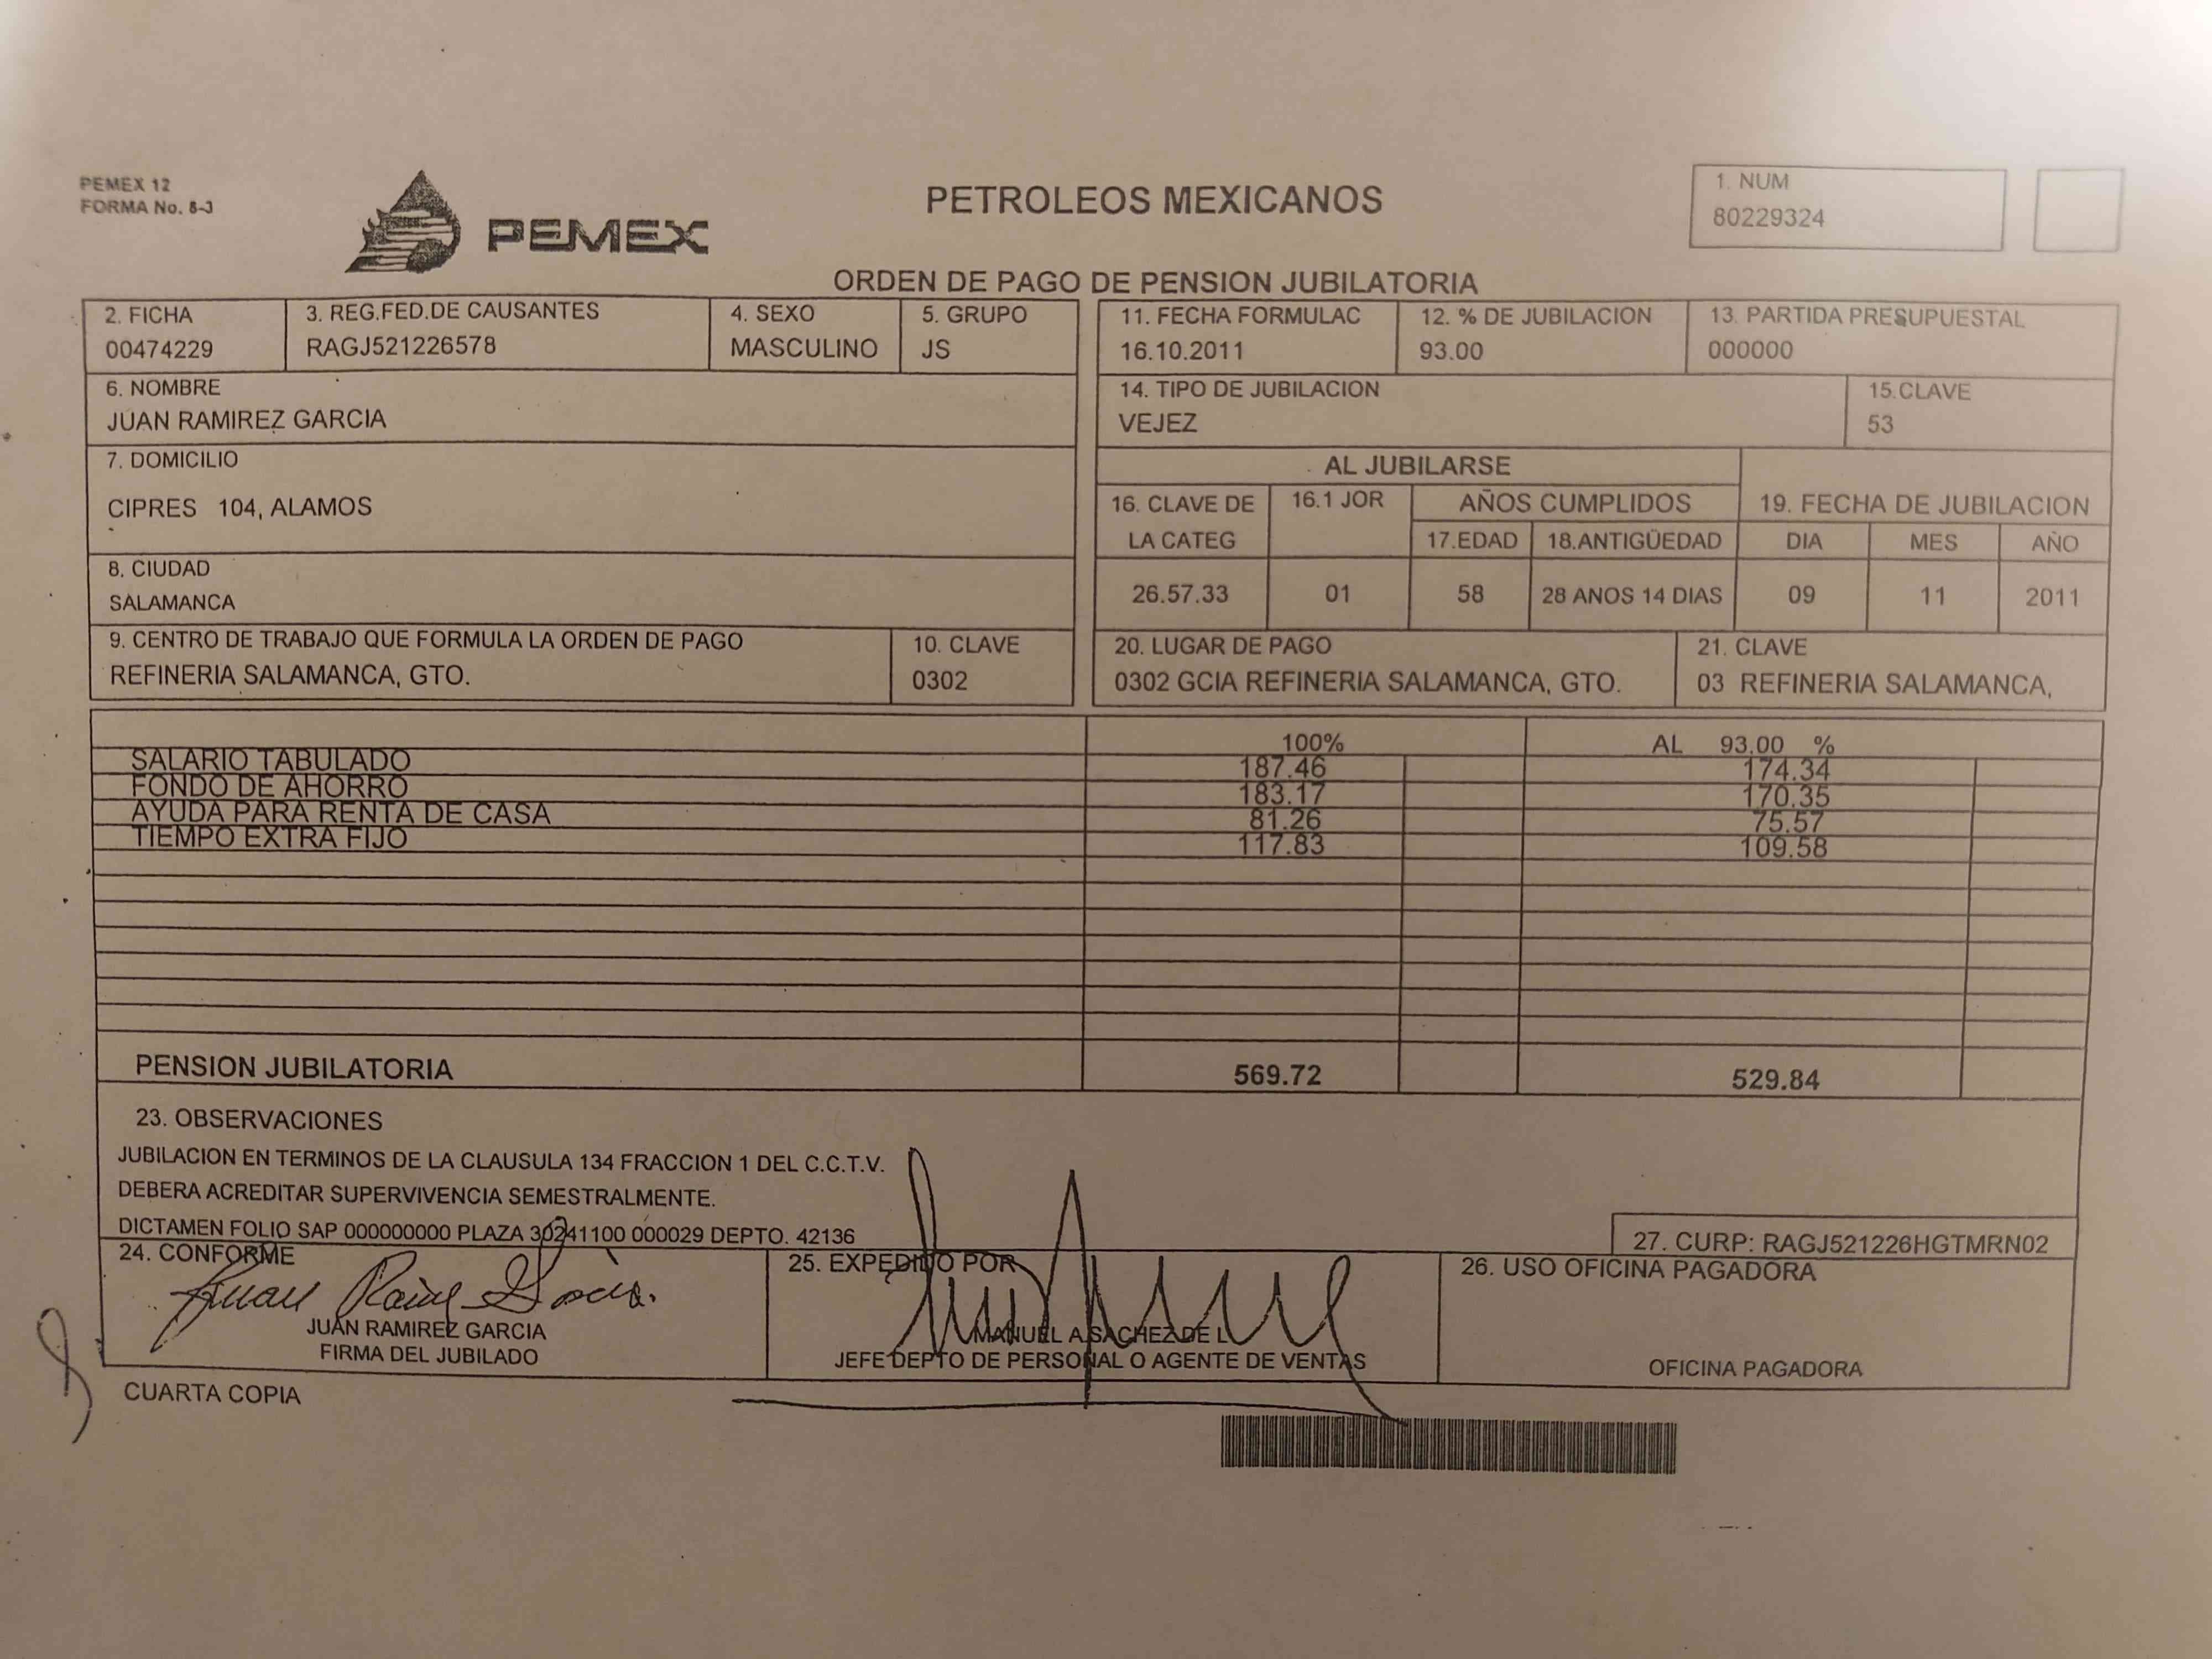 PEMEX 12
FORMA No. 8-J
PEMEX
PETROLEOS MEXICANOS
1. NUM
80229324
ORDEN DE PAGO DE PENSION JUBILATORIA
2. FICHA
00474229
3. REG.FED.DE CAUSANTES
RAGJ521226578
4. SEXO
MASCULINO
5. GRUPO
JS
6. NOMBRE
JUAN RAMIREZ GARCIA
7. DOMICILIO
CIPRES 104, ALAMOS
8. CIUDAD
SALAMANCA
9. CENTRO DE TRABAJO QUE FORMULA LA ORDEN DE PAGO
REFINERIA SALAMANCA, GTO.
10. CLAVE
0302
11. FECHA FORMULAC
16.10.2011
12. % DE JUBILACION
93.00
13. PARTIDA PRESUPUESTAL
000000
14. TIPO DE JUBILACION
VEJEZ
15.CLAVE
53
AL JUBILARSE
16. CLAVE DE
LA CATEG
26.57.33
16.1 JOR
01
AÑOS CUMPLIDOS
17.EDAD
58
18.ANTIGÜEDAD
28 ANOS 14 DIAS
19. FECHA DE JUBILACION
DIA MES AÑO
09 11 2011
20. LUGAR DE PAGO
0302 GCIA REFINERIA SALAMANCA, GTO.
21. CLAVE
03 REFINERIA SALAMANCA,
100% AL 93.00 %
SALARIO TABULADO 187.46 174.34
FONDO DE AHORRO 183.17 170.35
AYUDA PARA RENTA DE CASA 81.26 75.57
TIEMPO EXTRA FIJO 117.83 109.58
PENSION JUBILATORIA 569.72 529.84
23. OBSERVACIONES
JUBILACION EN TERMINOS DE LA CLAUSULA 134 FRACCION 1 DEL C.C.T.V.
DEBERA ACREDITAR SUPERVIVENCIA SEMESTRALMENTE.
DICTAMEN FOLIO SAP 000000000 PLAZA 30241100 000029 DEPTO. 42136
27. CURP: RAGJ521226HGTMRN02
24. CONFORME
JUAN RAMIREZ GARCIA
FIRMA DEL JUBILADO
25. EXPEDIDO POR
MANUEL A.SACHEZ DE L
JEFE DEPTO DE PERSONAL O AGENTE DE VENTAS
26. USO OFICINA PAGADORA
OFICINA PAGADORA
CUARTA COPIA